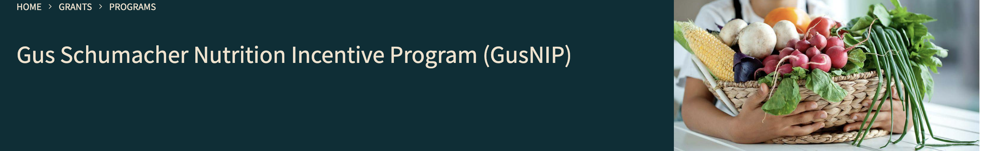 HOME > GRANTS > PROGRAMS
Gus Schumacher Nutrition Incentive Program (GusNIP)